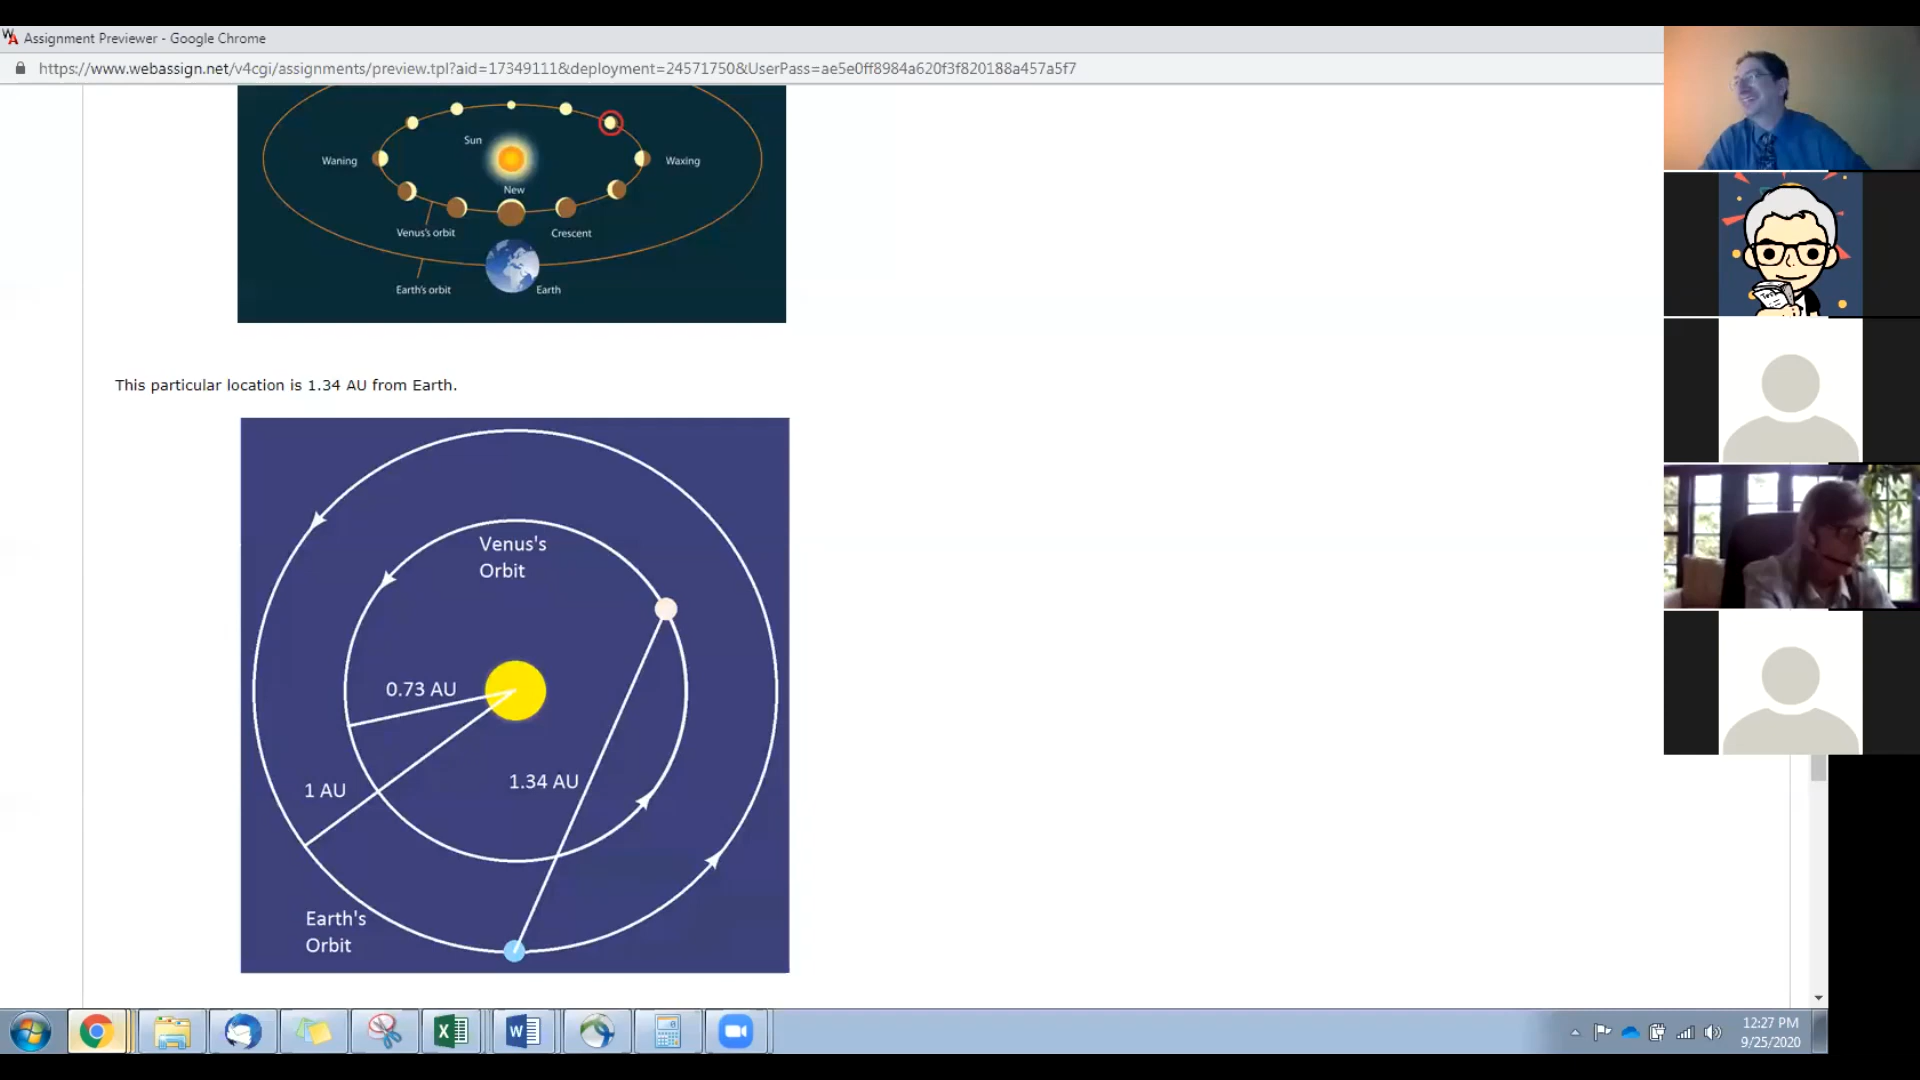 Assignment Previewer - Google Chrome
https://www.webassign.net/v4cgi/assignments/preview.tpl?aid=17349111&deployment=24571750&UserPass=ae5e0ff8984a620f3f820188a457a5f7
Sun
Waning
Waxing
New
Venus's orbit
Crescent
Earth's orbit
Earth
This particular location is 1.34 AU from Earth.
Venus's
Orbit
0.73 AU
1.34 AU
1 AU
Earth's
Orbit
12:27 PM
9/25/2020